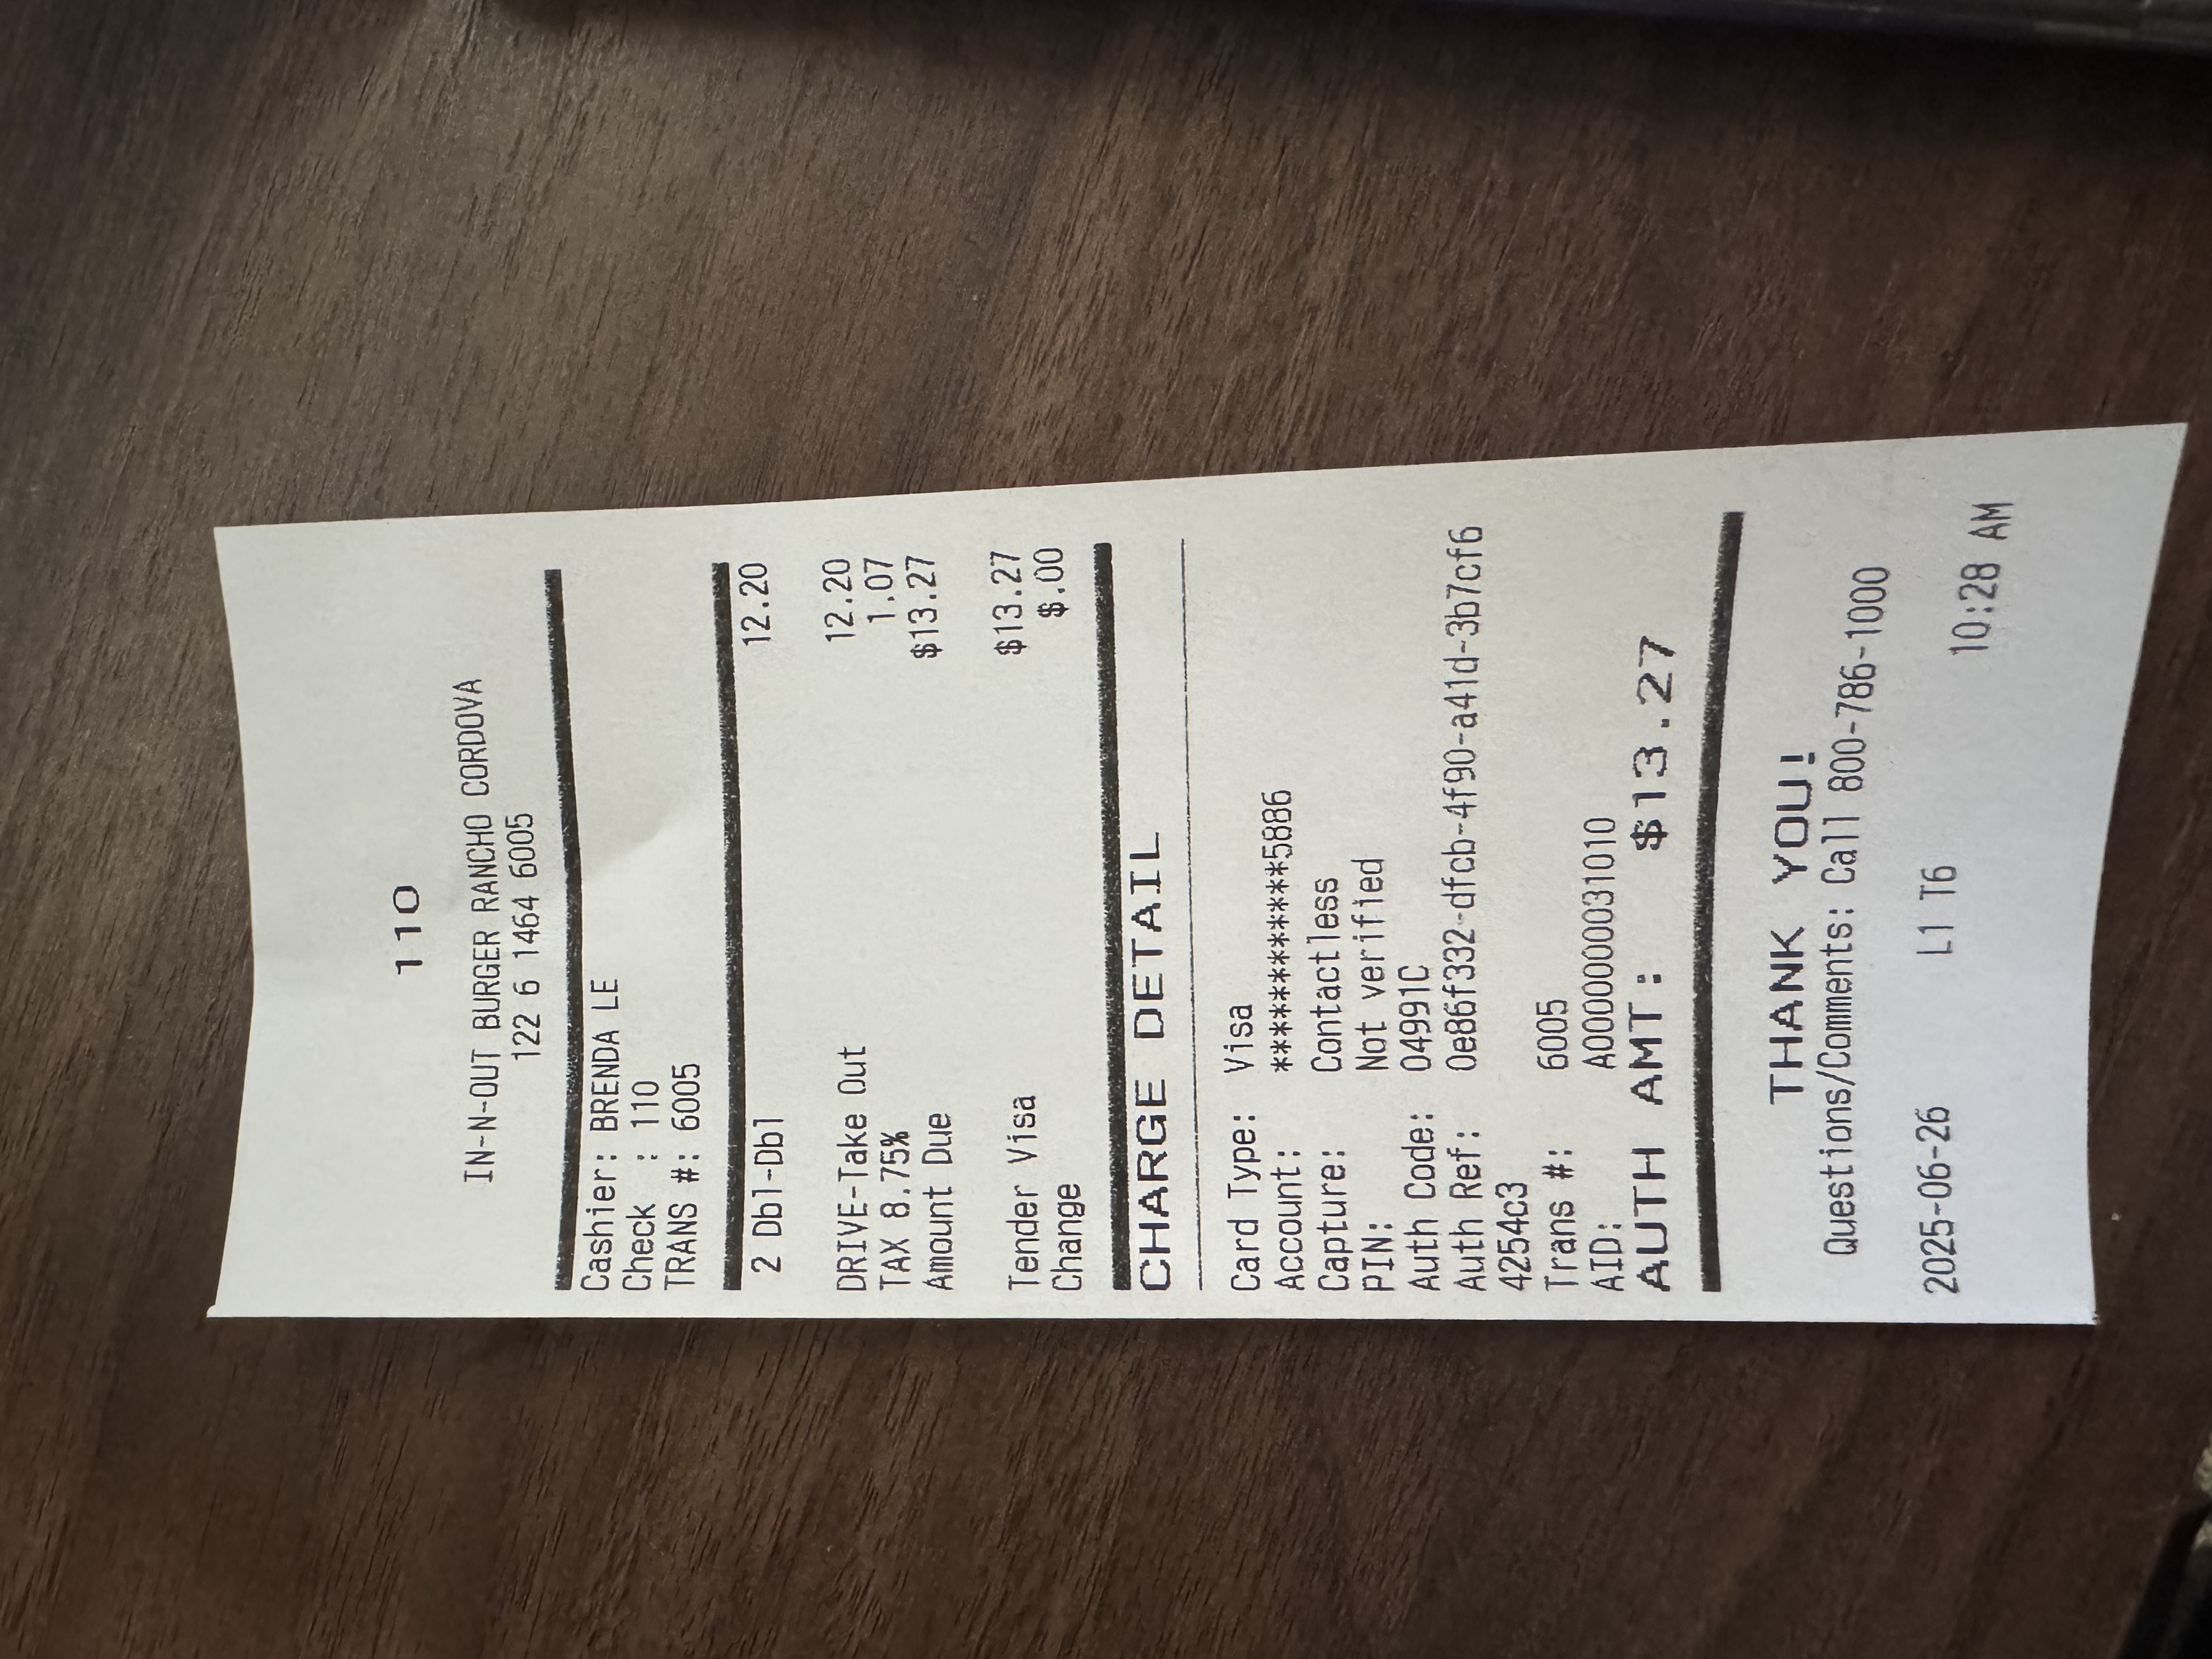 110
IN-N-OUT BURGER RANCHO CORDOVA
122 6 1464 6005
Cashier: BRENDA LE
Check : 110
TRANS #: 6005
2 Dbl-Dbl 12.20
DRIVE-Take Out 12.20
TAX 8.75% 1.07
Amount Due $13.27
Tender Visa $13.27
Change $.00
CHARGE DETAIL
Card Type: Visa
Account: ************5886
Capture: Contactless
PIN: Not verified
Auth Code: 04991C
Auth Ref: 0e86f332-dfcb-4f90-a41d-3b7cf6
4254c3
Trans #: 6005
AID: A0000000031010
AUTH AMT: $13.27
THANK YOU!
Questions/Comments: Call 800-786-1000
2025-06-26 L1 T6 10:28 AM